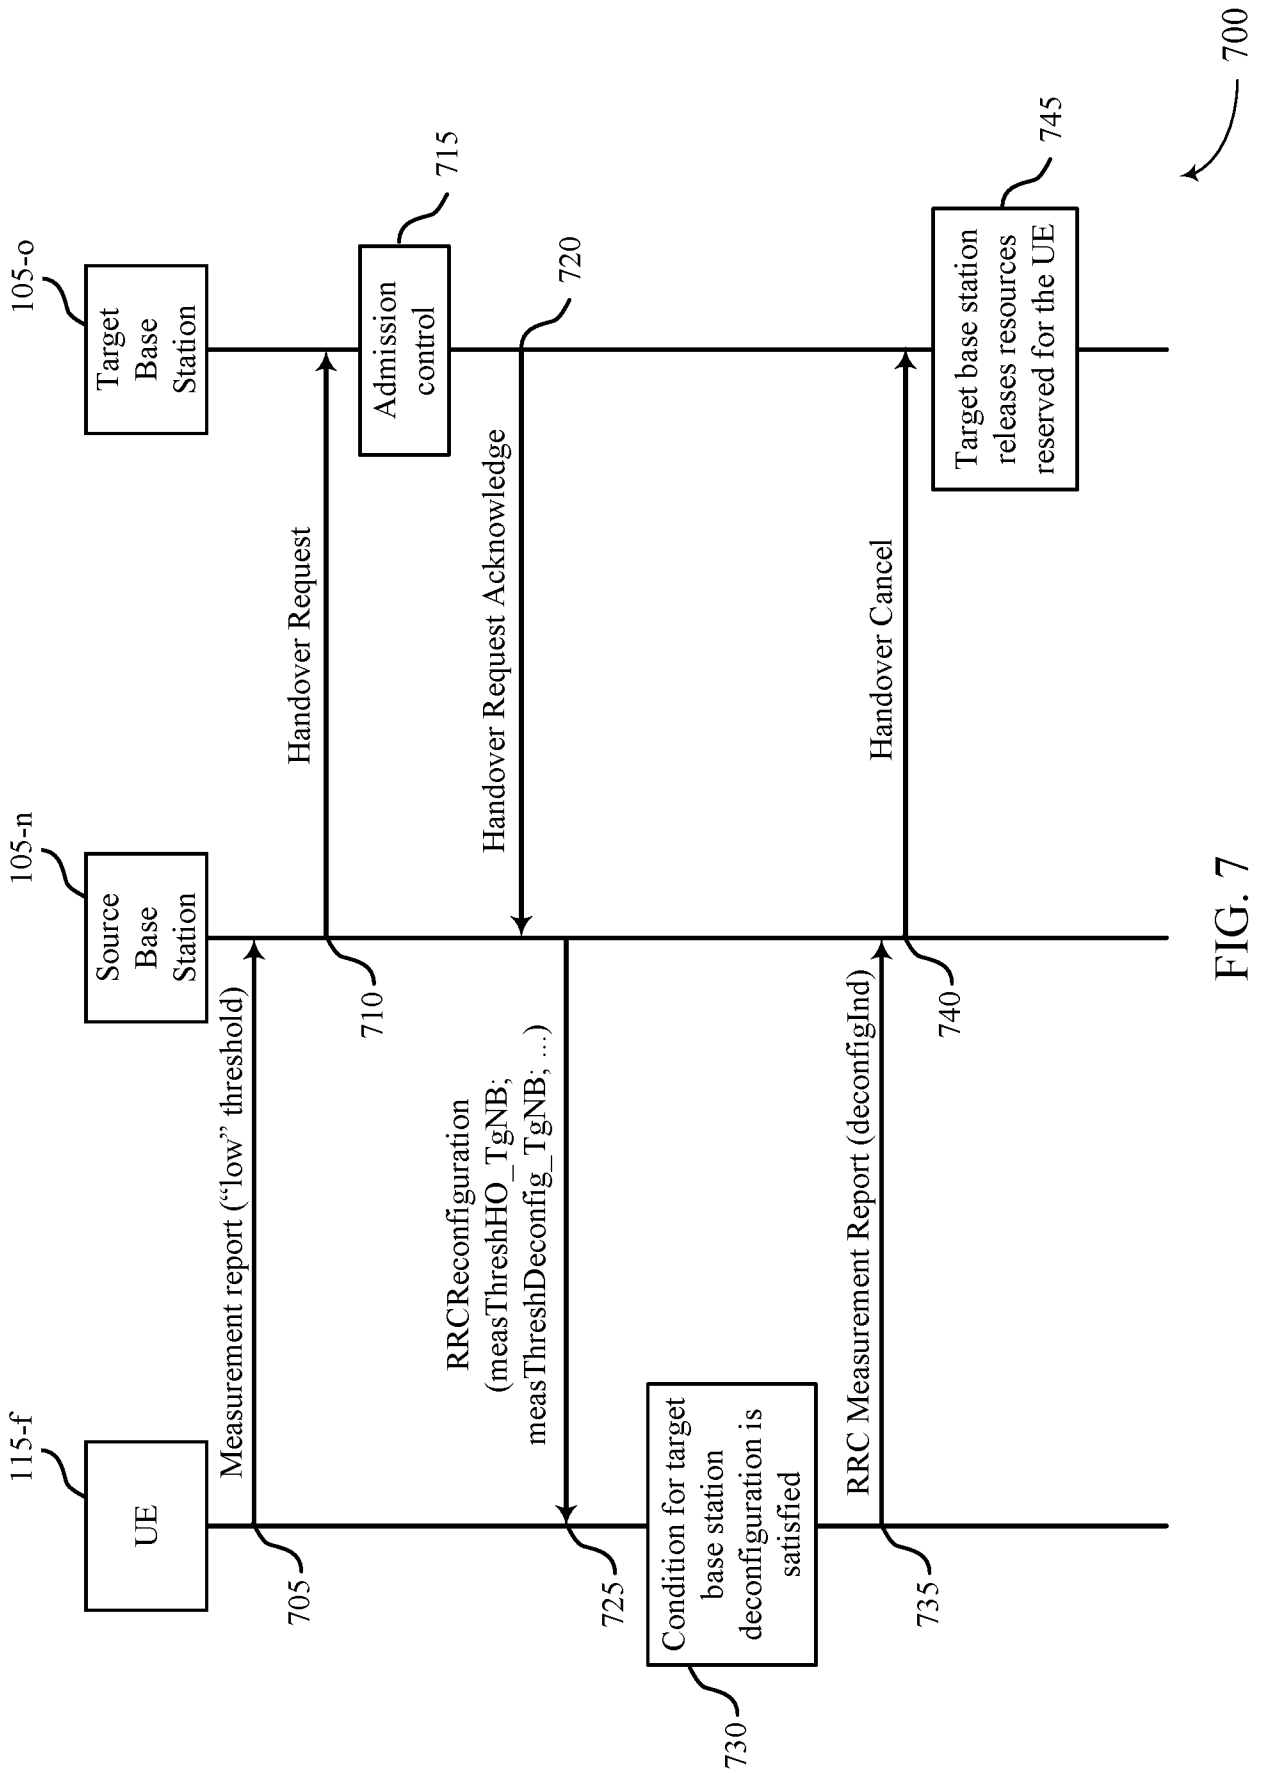 115-f
105-n
105-o
UE
Source
Base
Station
Target
Base
Station
Measurement report (“low” threshold)
705
Handover Request
710
Admission
control
715
Handover Request Acknowledge
720
RRCReconfiguration
(measThreshHO_TgNB;
measThreshDeconfig_TgNB; ...)
725
Condition for target
base station
deconfiguration is
satisfied
730
RRC Measurement Report (deconfigInd)
735
Handover Cancel
740
Target base station
releases resources
reserved for the UE
745
700
FIG. 7